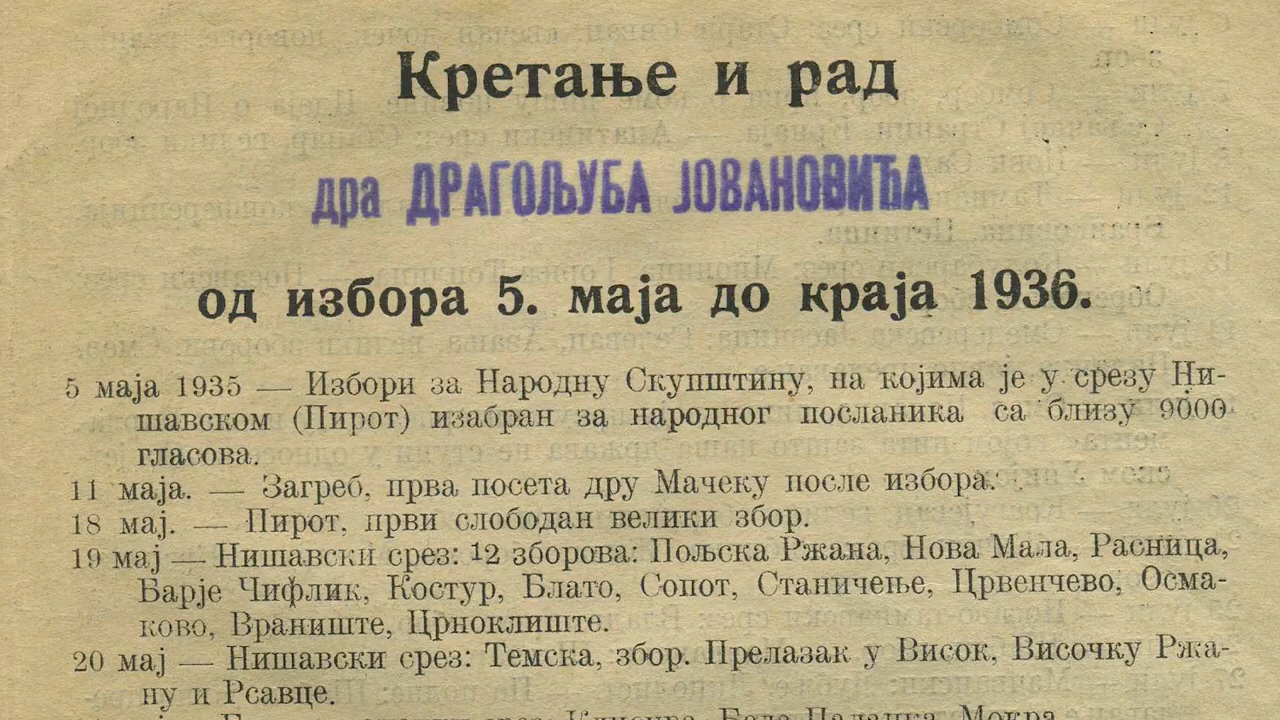 Кретање и рад
дра ДРАГОЉУБА ЈОВАНОВИЋА
од избора 5. маја до краја 1936.
5 маја 1935 — Избори за Народну Скупштину, на којима је у срезу Ни-
шавском (Пирот) изабран за народног посланика са близу 9000
гласова.
11 маја. — Загреб, прва посета дру Мачеку после избора.
18 мај. — Пирот, први слободан велики збор.
19 мај — Нишавски срез: 12 зборова: Пољска Ржана, Нова Мала, Расница,
Барје Чифлик, Костур, Блато, Сопот, Станичење, Црвенчево, Осма-
ково, Враниште, Црноклиште.
20 мај — Нишавски срез: Темска, збор. Прелазак у Висок, Височку Ржа-
ну и Рсавце.